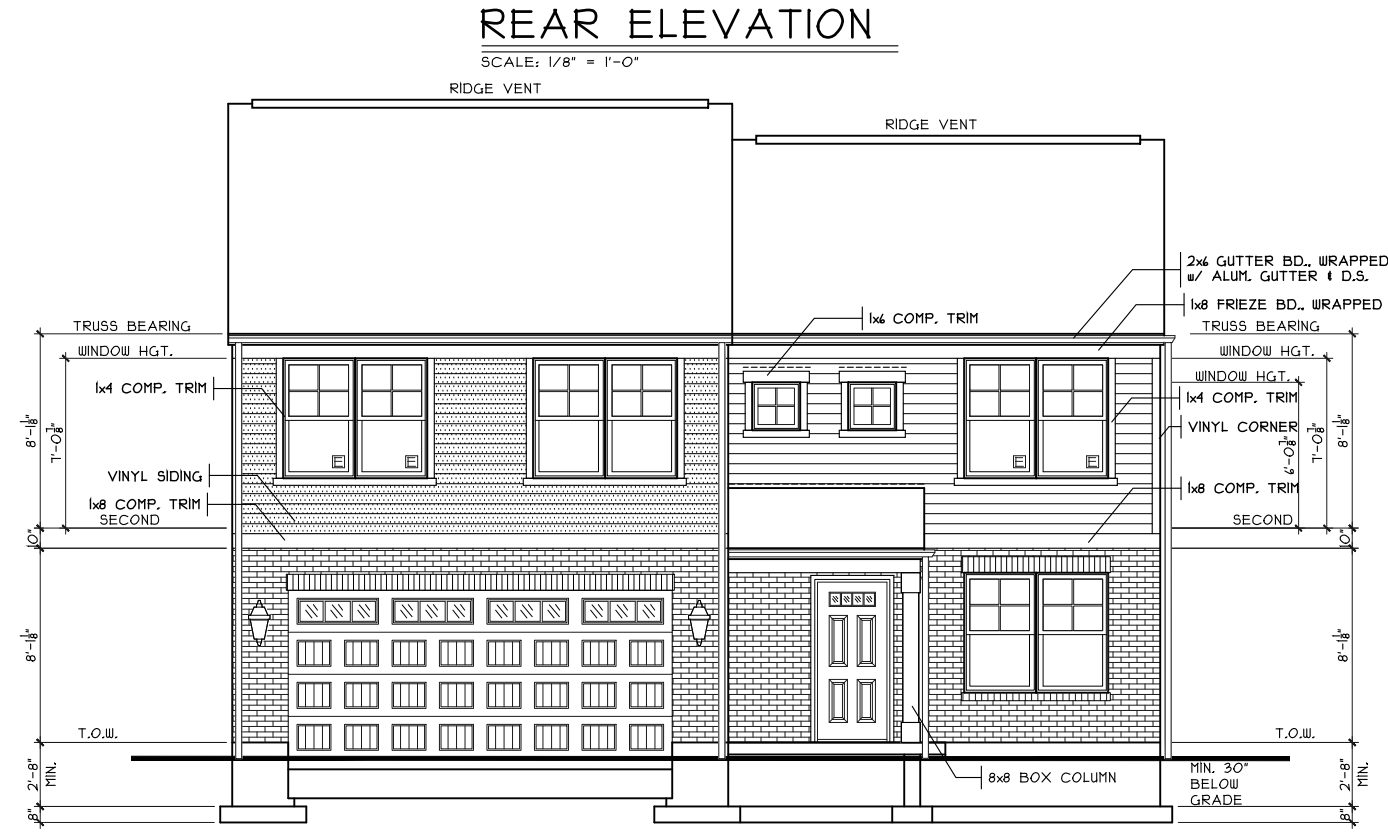 REAR ELEVATION
SCALE: 1/8" = 1'-0"
RIDGE VENT
RIDGE VENT
2x6 GUTTER BD., WRAPPED
w/ ALUM. GUTTER & D.S.
1x8 FRIEZE BD., WRAPPED
1x6 COMP. TRIM
TRUSS BEARING
TRUSS BEARING
WINDOW HGT.
WINDOW HGT.
WINDOW HGT.
1x4 COMP. TRIM
1x4 COMP. TRIM
VINYL CORNER
8'-1 1/8"
7'-0 1/8"
6'-0 1/8"
7'-0 1/8"
8'-1 1/8"
E
E
E
E
VINYL SIDING
1x8 COMP. TRIM
1x8 COMP. TRIM
SECOND
SECOND
10"
10"
8'-1 1/8"
8'-1 1/8"
T.O.W.
T.O.W.
2'-8"
MIN.
8x8 BOX COLUMN
MIN. 30"
BELOW
GRADE
2'-8"
MIN.
8"
8"